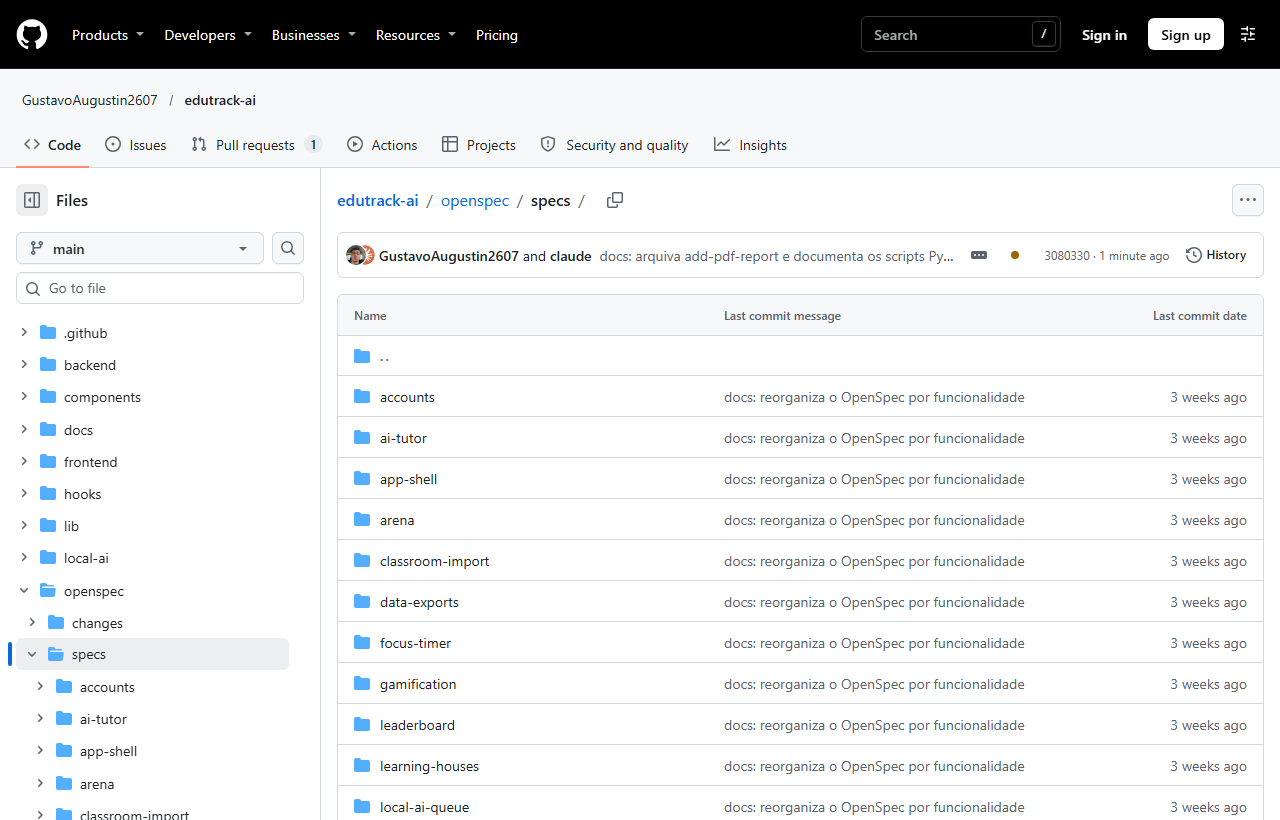 Products Developers Businesses Resources Pricing Search / Sign in Sign up
GustavoAugustin2607 / edutrack-ai
Code Issues Pull requests 1 Actions Projects Security and quality Insights
Files
main
Go to file
.github
backend
components
docs
frontend
hooks
lib
local-ai
openspec
changes
specs
accounts
ai-tutor
app-shell
arena
classroom-import
edutrack-ai / openspec / specs /
GustavoAugustin2607 and claude docs: arquiva add-pdf-report e documenta os scripts Py... 3080330 · 1 minute ago History
Name Last commit message Last commit date
..
accounts docs: reorganiza o OpenSpec por funcionalidade 3 weeks ago
ai-tutor docs: reorganiza o OpenSpec por funcionalidade 3 weeks ago
app-shell docs: reorganiza o OpenSpec por funcionalidade 3 weeks ago
arena docs: reorganiza o OpenSpec por funcionalidade 3 weeks ago
classroom-import docs: reorganiza o OpenSpec por funcionalidade 3 weeks ago
data-exports docs: reorganiza o OpenSpec por funcionalidade 3 weeks ago
focus-timer docs: reorganiza o OpenSpec por funcionalidade 3 weeks ago
gamification docs: reorganiza o OpenSpec por funcionalidade 3 weeks ago
leaderboard docs: reorganiza o OpenSpec por funcionalidade 3 weeks ago
learning-houses docs: reorganiza o OpenSpec por funcionalidade 3 weeks ago
local-ai-queue docs: reorganiza o OpenSpec por funcionalidade 3 weeks ago